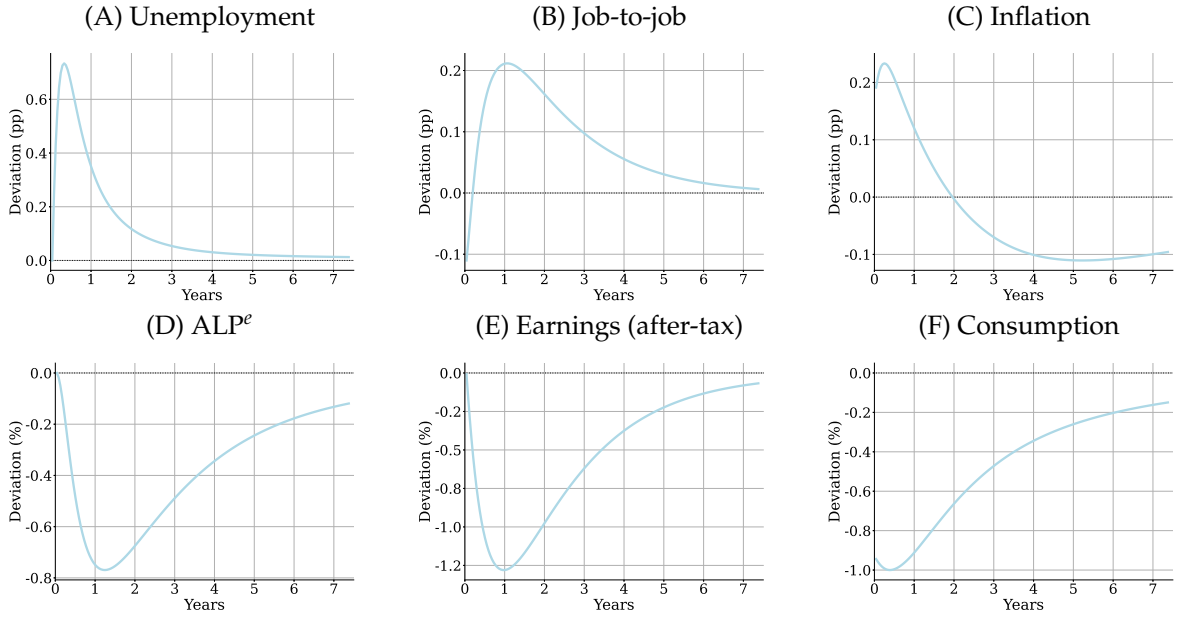 (A) Unemployment
Deviation (pp)
0.6
0.4
0.2
0.0
0 1 2 3 4 5 6 7
Years
(B) Job-to-job
Deviation (pp)
0.2
0.1
0.0
-0.1
0 1 2 3 4 5 6 7
Years
(C) Inflation
Deviation (pp)
0.2
0.1
0.0
-0.1
0 1 2 3 4 5 6 7
Years
(D) ALPᵉ
Deviation (%)
0.0
-0.2
-0.4
-0.6
-0.8
0 1 2 3 4 5 6 7
Years
(E) Earnings (after-tax)
Deviation (%)
0.0
-0.2
-0.5
-0.8
-1.0
-1.2
0 1 2 3 4 5 6 7
Years
(F) Consumption
Deviation (%)
0.0
-0.2
-0.4
-0.6
-0.8
-1.0
0 1 2 3 4 5 6 7
Years